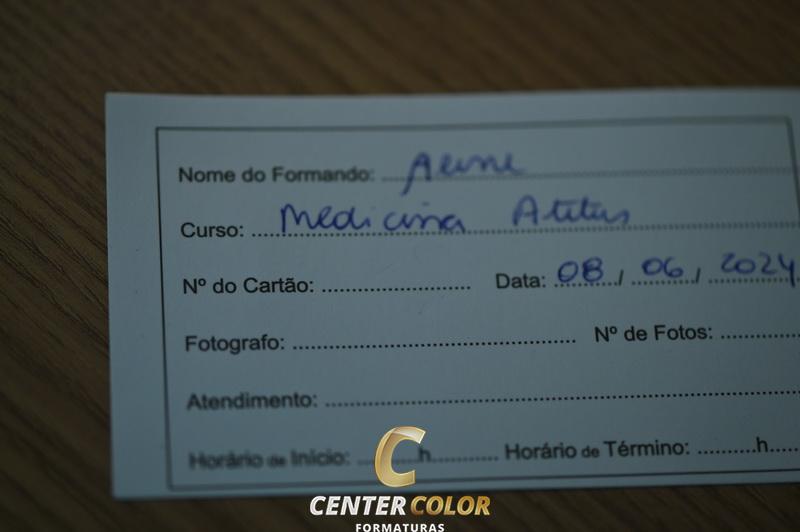 Nome do Formando: ........ Aline
Curso: ........ Medicina Atitus
Nº do Cartão: ........ Data: 08 / 06 / 2024
Fotografo: ........ Nº de Fotos: ........
Atendimento: ........
Horário de Início: ........h........ Horário de Término: ........h........
C
CENTER COLOR
FORMATURAS